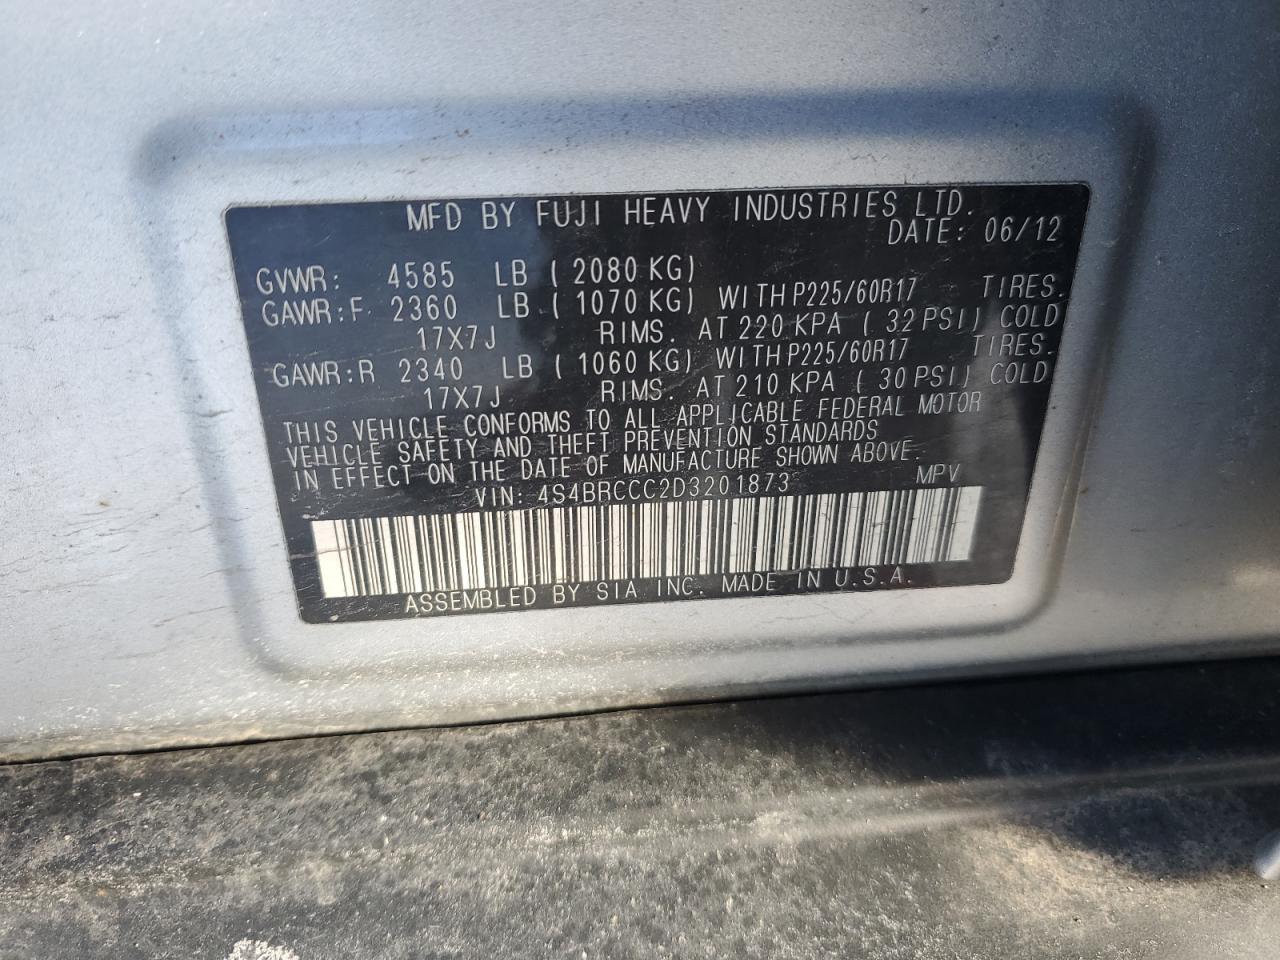 MFD BY FUJI HEAVY INDUSTRIES LTD.
DATE: 06/12
GVWR: 4585 LB ( 2080 KG)
GAWR:F 2360 LB ( 1070 KG) WITH P225/60R17 TIRES.
17X7J RIMS. AT 220 KPA ( 32 PSI) COLD
GAWR:R 2340 LB ( 1060 KG) WITH P225/60R17 TIRES.
17X7J RIMS. AT 210 KPA ( 30 PSI) COLD
THIS VEHICLE CONFORMS TO ALL APPLICABLE FEDERAL MOTOR
VEHICLE SAFETY AND THEFT PREVENTION STANDARDS
IN EFFECT ON THE DATE OF MANUFACTURE SHOWN ABOVE.
VIN: 4S4BRCCC2D3201873 MPV
ASSEMBLED BY SIA INC. MADE IN U.S.A.